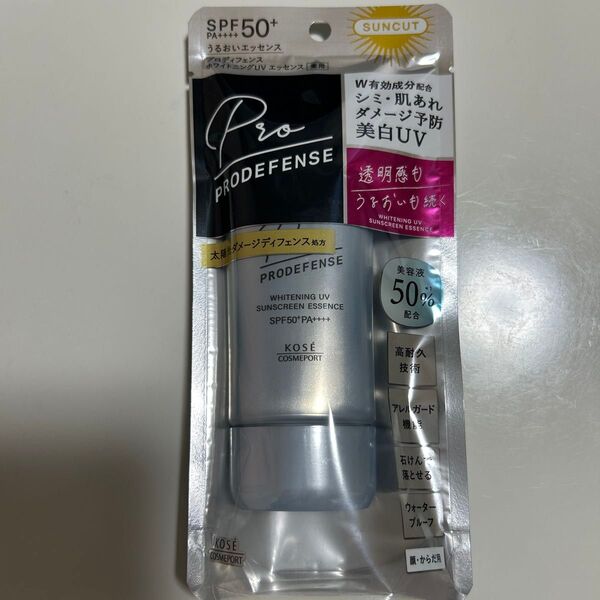 SPF50+
PA++++
うるおいエッセンス
プロディフェンス
ホワイトニングUV エッセンス 薬用
SUNCUT
W有効成分配合
シミ・肌あれ
ダメージ予防
美白UV
Pro
PRODEFENSE
透明感も
うるおいも続く
WHITENING UV
SUNSCREEN ESSENCE
太陽光ダメージディフェンス処方
PRODEFENSE
WHITENING UV
SUNSCREEN ESSENCE
SPF50+PA++++
KOSÉ
COSMEPORT
美容液
50%
配合
高耐久
技術
アレルガード
機能
石けんで
落とせる
ウォーター
プルーフ
顔・からだ用
KOSÉ
COSMEPORT